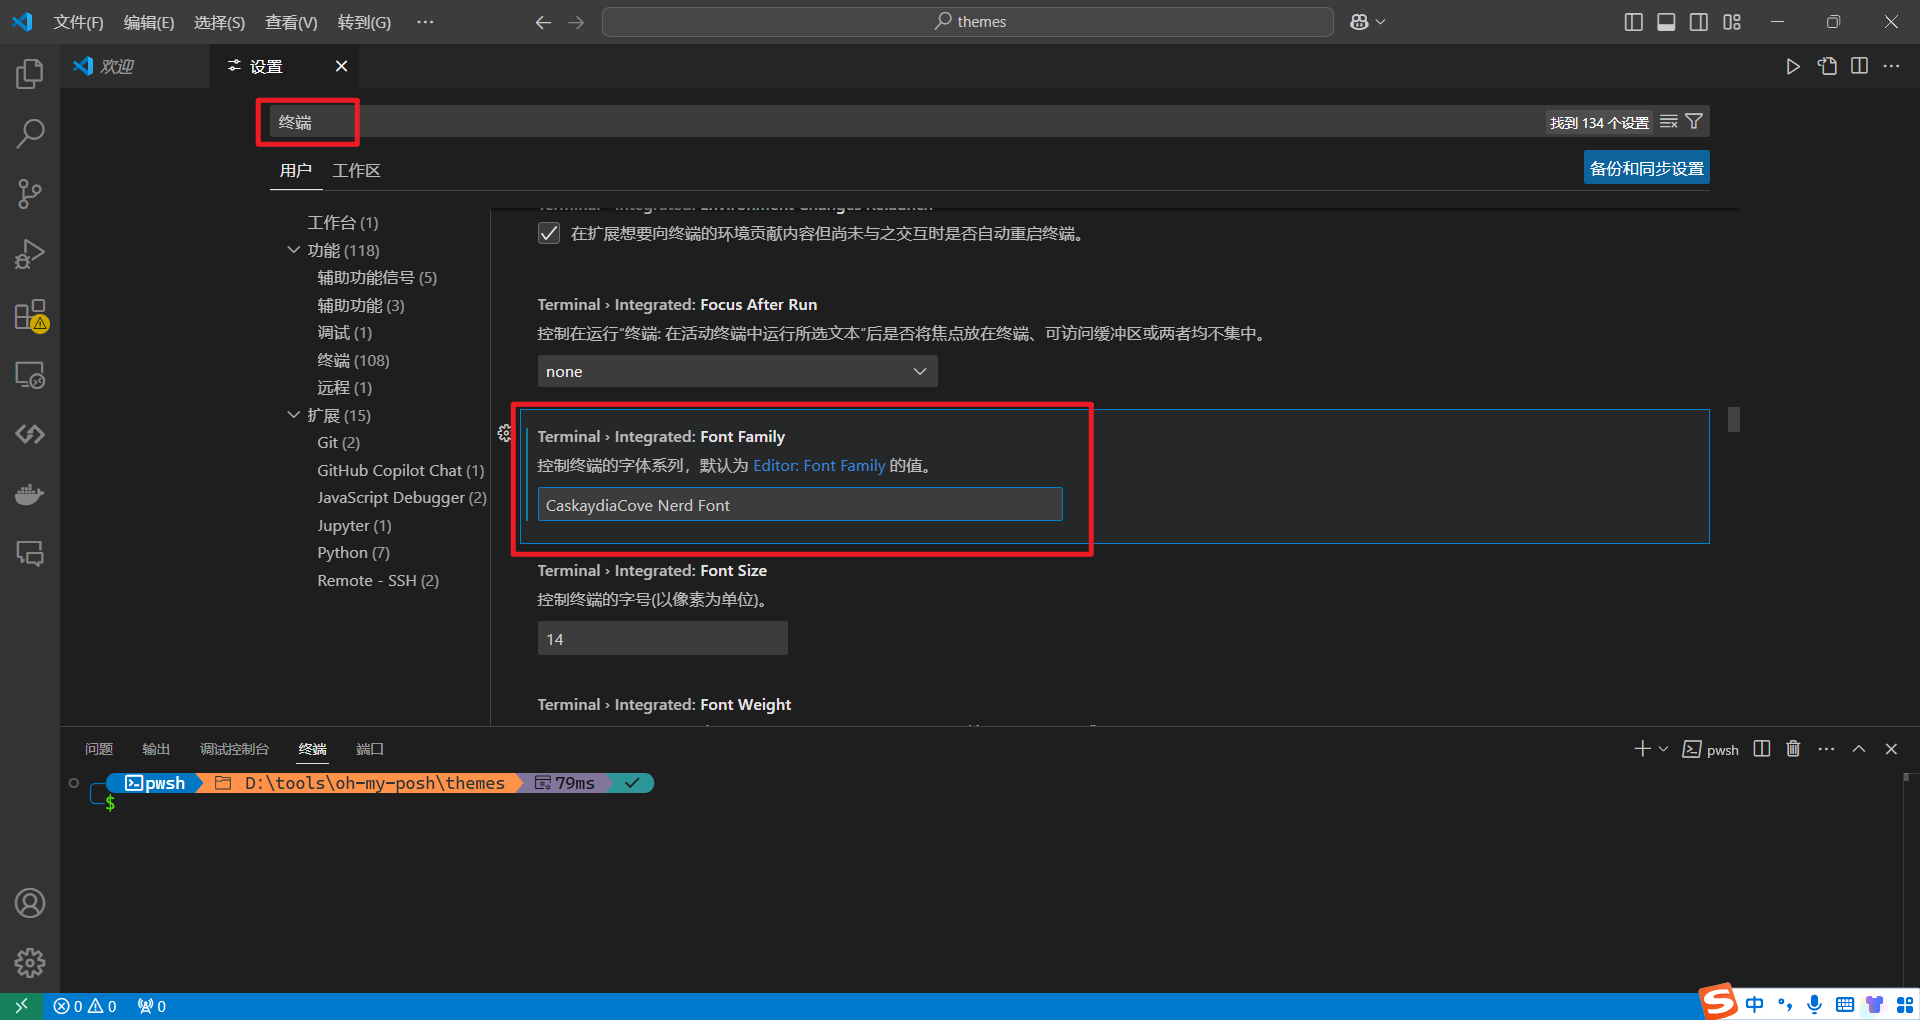 文件(F) 编辑(E) 选择(S) 查看(V) 转到(G) ··· themes
欢迎 设置
终端 找到 134 个设置
用户 工作区 备份和同步设置
工作台 (1)
功能 (118)
辅助功能信号 (5)
辅助功能 (3)
调试 (1)
终端 (108)
远程 (1)
扩展 (15)
Git (2)
GitHub Copilot Chat (1)
JavaScript Debugger (2)
Jupyter (1)
Python (7)
Remote - SSH (2)
Terminal › Integrated: Environment Changes Relaunch
在扩展想要向终端的环境贡献内容但尚未与之交互时是否自动重启终端。
Terminal › Integrated: Focus After Run
控制在运行“终端: 在活动终端中运行所选文本”后是否将焦点放在终端、可访问缓冲区或两者均不集中。
none
Terminal › Integrated: Font Family
控制终端的字体系列，默认为 Editor: Font Family 的值。
CaskaydiaCove Nerd Font
Terminal › Integrated: Font Size
控制终端的字号(以像素为单位)。
14
Terminal › Integrated: Font Weight
问题 输出 调试控制台 终端 端口 pwsh
pwsh D:\tools\oh-my-posh\themes 79ms
$
0 0 0
S 中